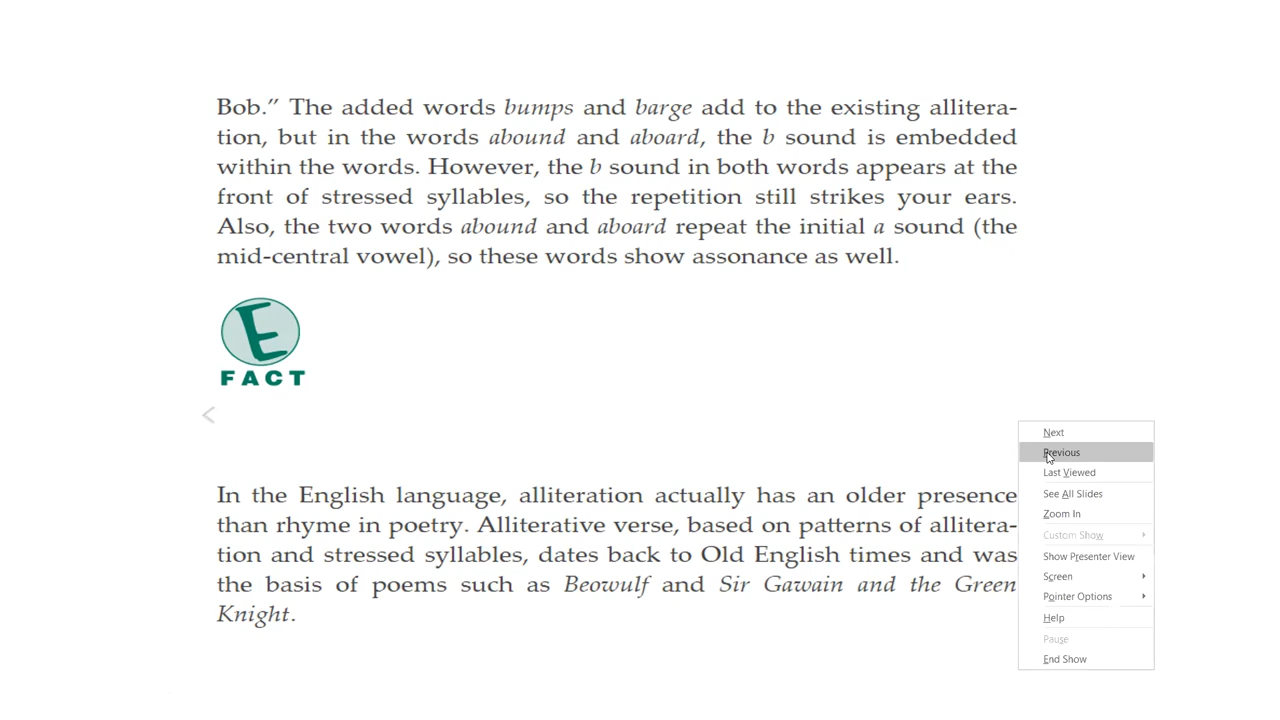 Bob.” The added words bumps and barge add to the existing allitera-
tion, but in the words abound and aboard, the b sound is embedded
within the words. However, the b sound in both words appears at the
front of stressed syllables, so the repetition still strikes your ears.
Also, the two words abound and aboard repeat the initial a sound (the
mid-central vowel), so these words show assonance as well.
E
FACT
In the English language, alliteration actually has an older presence
than rhyme in poetry. Alliterative verse, based on patterns of allitera-
tion and stressed syllables, dates back to Old English times and was
the basis of poems such as Beowulf and Sir Gawain and the Green
Knight.
Next
Previous
Last Viewed
See All Slides
Zoom In
Custom Show
Show Presenter View
Screen
Pointer Options
Help
Pause
End Show